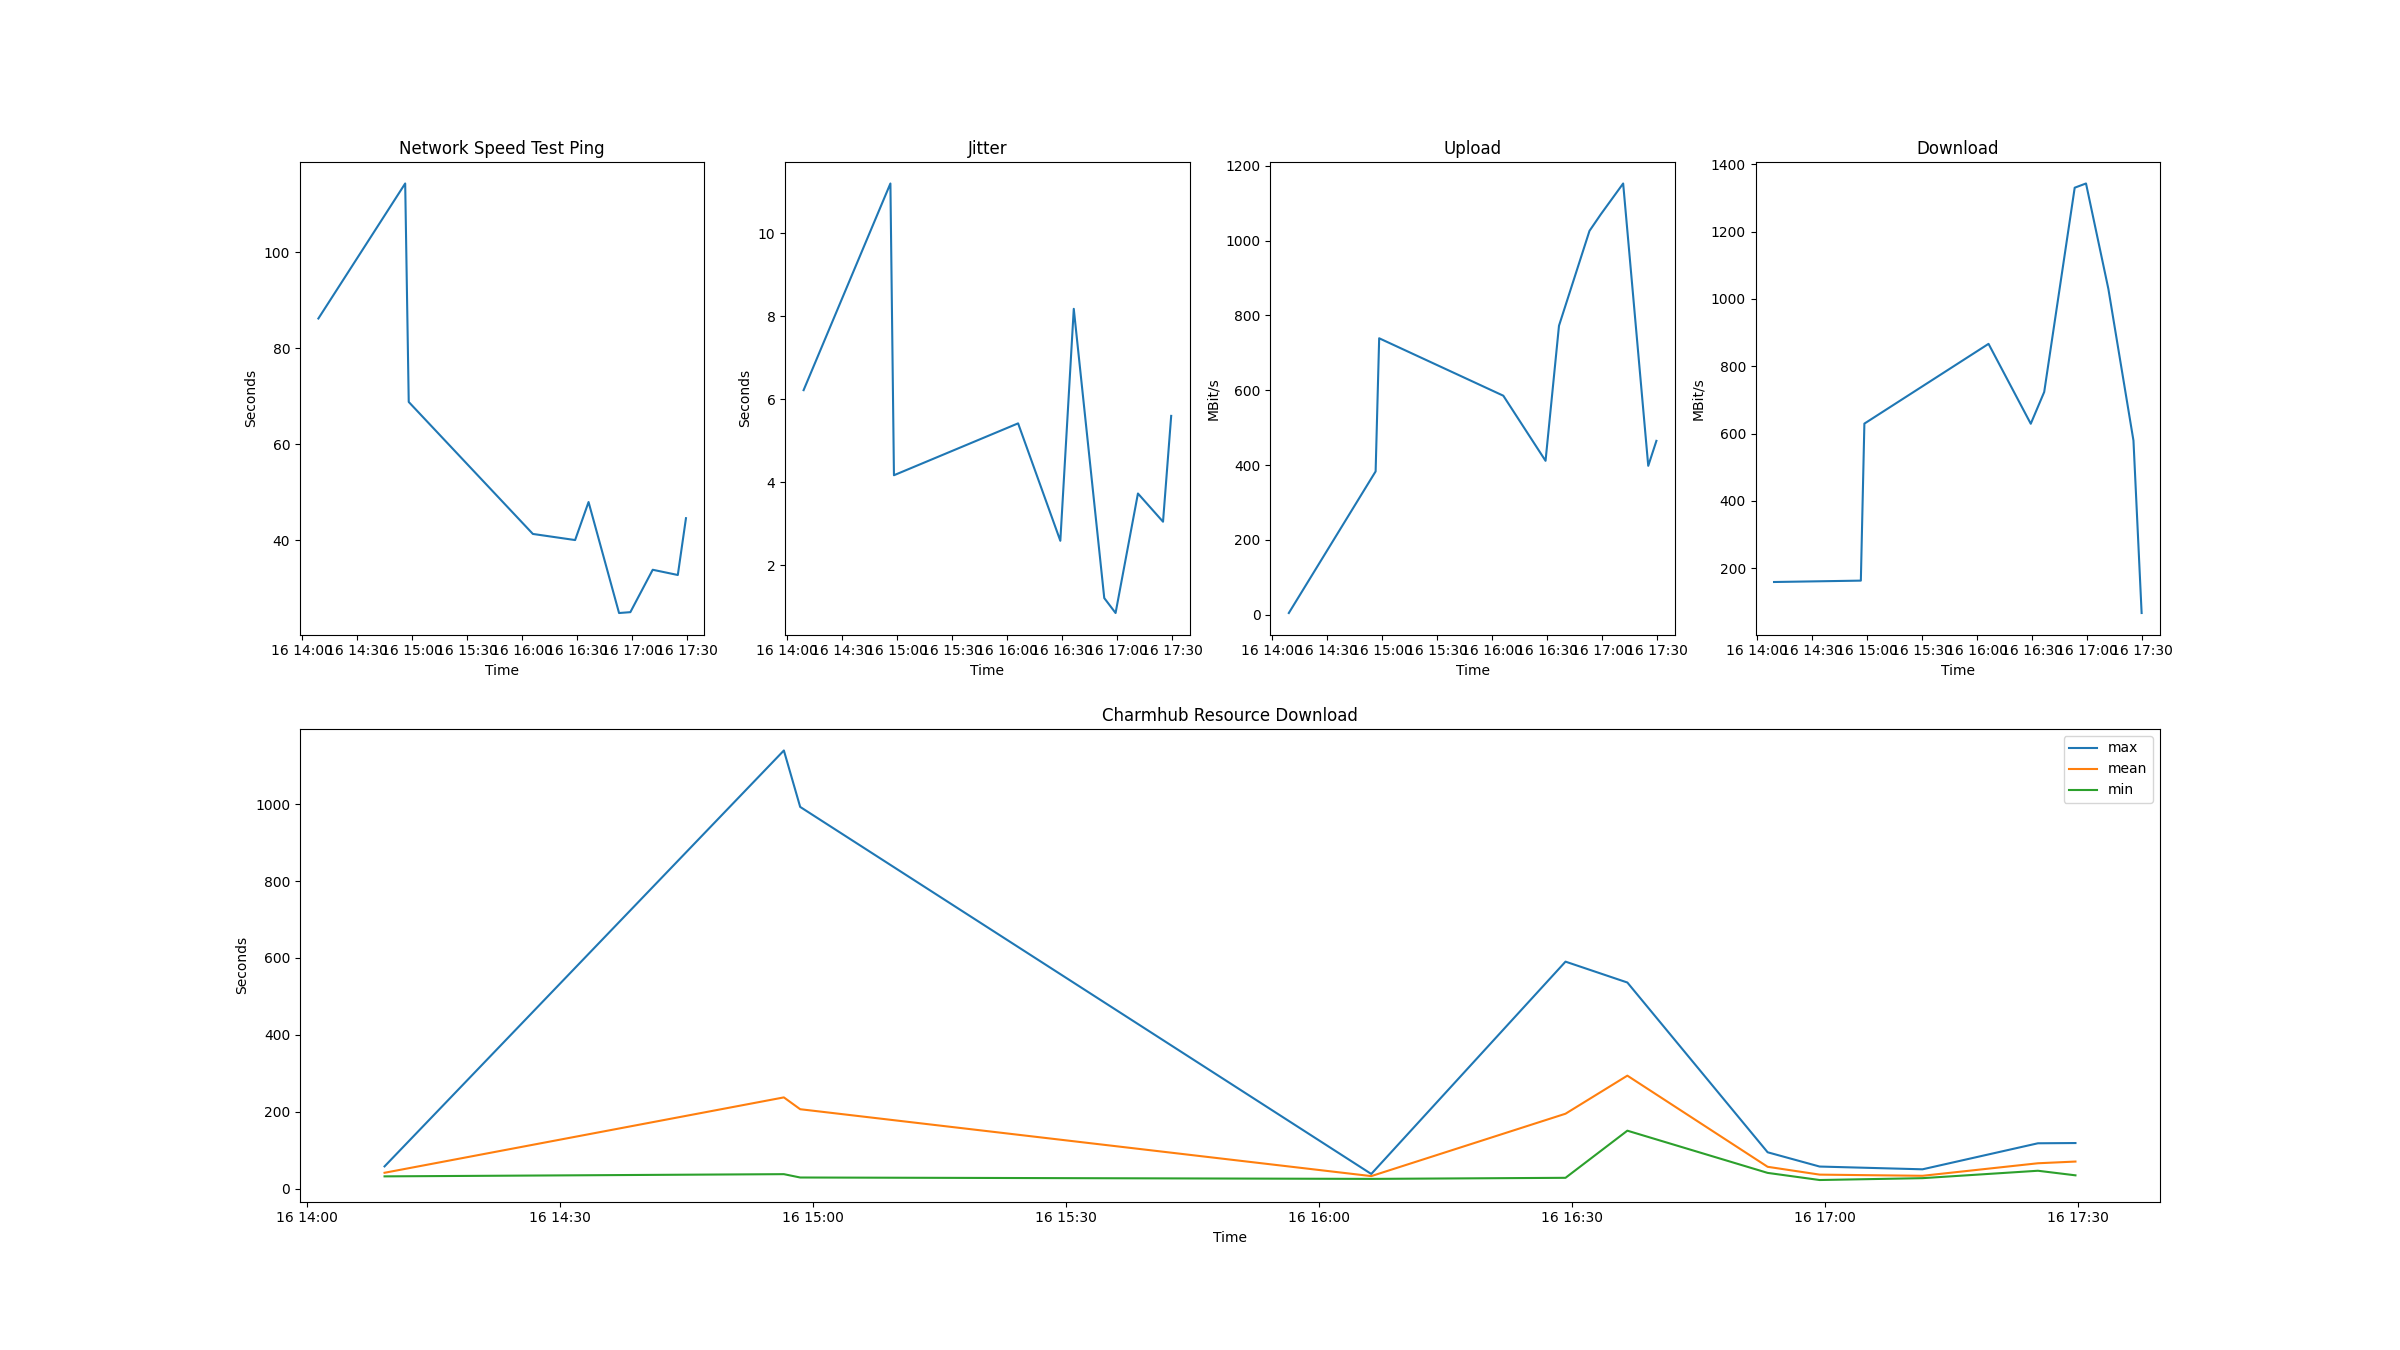 Network Speed Test Ping
Seconds
100
80
60
40
16 14:00 16 14:30 16 15:00 16 15:30 16 16:00 16 16:30 16 17:00 16 17:30
Time
Jitter
Seconds
10
8
6
4
2
16 14:00 16 14:30 16 15:00 16 15:30 16 16:00 16 16:30 16 17:00 16 17:30
Time
Upload
MBit/s
1200
1000
800
600
400
200
0
16 14:00 16 14:30 16 15:00 16 15:30 16 16:00 16 16:30 16 17:00 16 17:30
Time
Download
MBit/s
1400
1200
1000
800
600
400
200
16 14:00 16 14:30 16 15:00 16 15:30 16 16:00 16 16:30 16 17:00 16 17:30
Time
Charmhub Resource Download
Seconds
1000
800
600
400
200
0
max
mean
min
16 14:00 16 14:30 16 15:00 16 15:30 16 16:00 16 16:30 16 17:00 16 17:30
Time